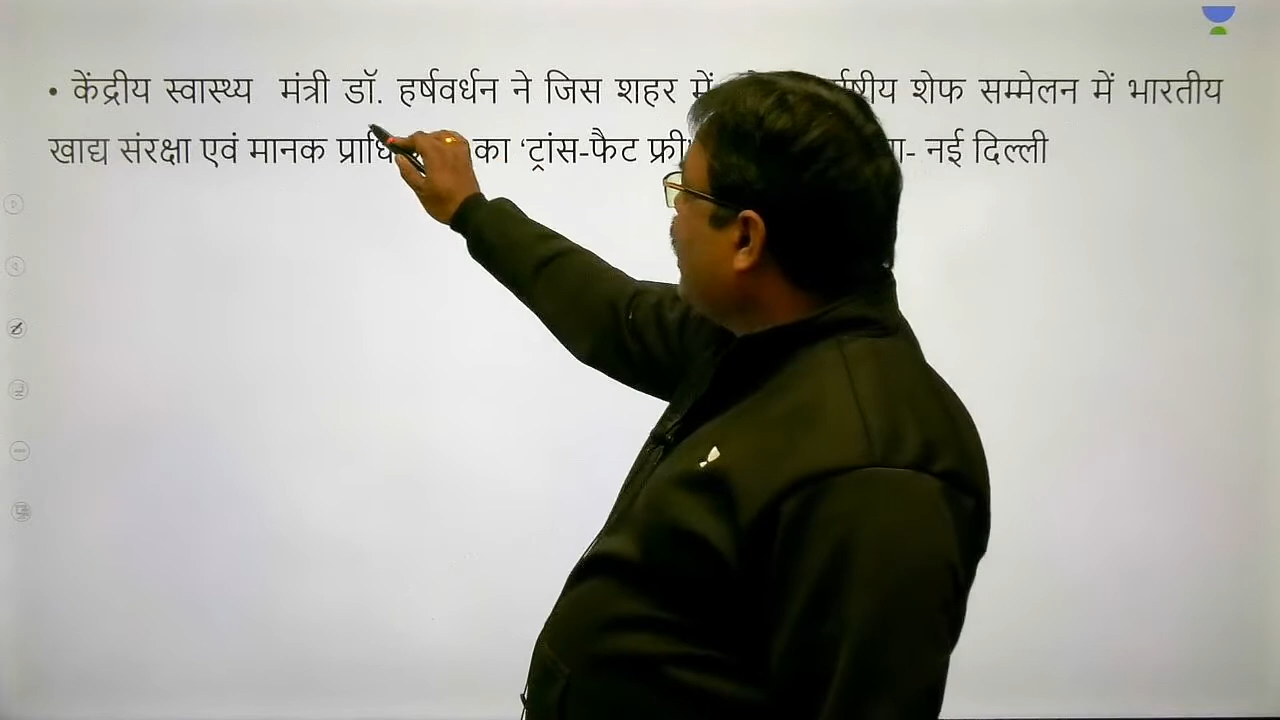 • केंद्रीय स्वास्थ्य मंत्री डॉ. हर्षवर्धन ने जिस शहर में शेफ सम्मेलन में भारतीय
खाद्य संरक्षा एवं मानक का ‘ट्रांस-फैट फ्री नई दिल्ली